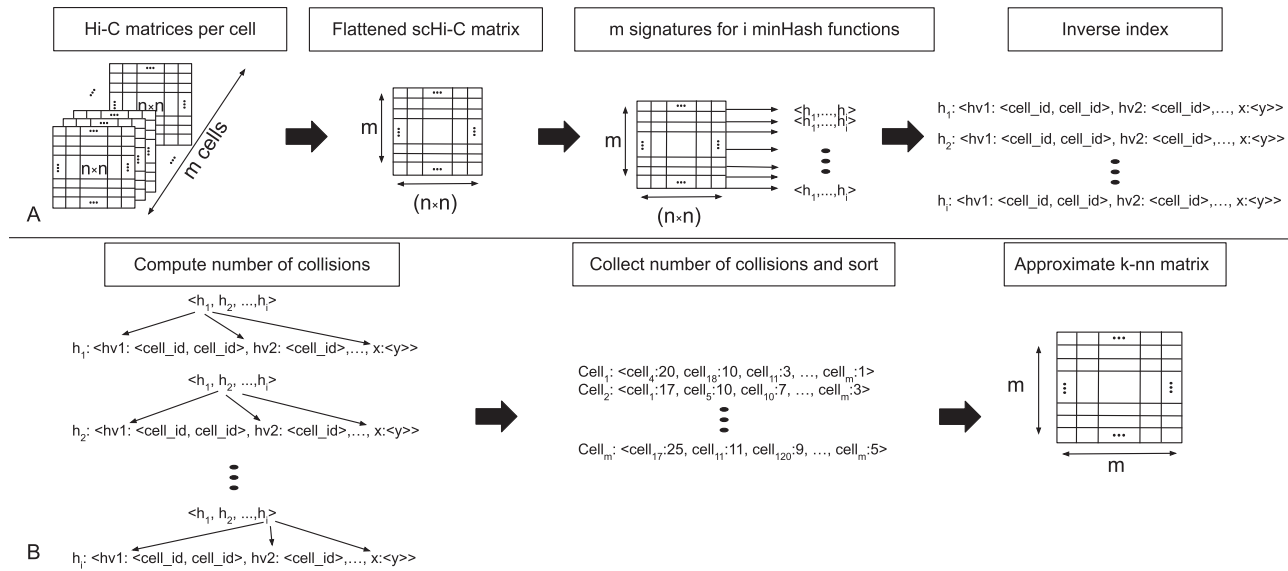 Hi-C matrices per cell
Flattened scHi-C matrix
m signatures for i minHash functions
Inverse index
...
n×n
...
n×n
...
m cells
m
...
(n×n)
m
...
(n×n)
<h1,...,hi>
<h1,...,hi>
<h1,...,hi>
h1: <hv1: <cell_id, cell_id>, hv2: <cell_id>,..., x:<y>>
h2: <hv1: <cell_id, cell_id>, hv2: <cell_id>,..., x:<y>>
hi: <hv1: <cell_id, cell_id>, hv2: <cell_id>,..., x:<y>>
A
Compute number of collisions
Collect number of collisions and sort
Approximate k-nn matrix
<h1, h2, ...,hi>
h1: <hv1: <cell_id, cell_id>, hv2: <cell_id>,..., x:<y>>
<h1, h2, ...,hi>
h2: <hv1: <cell_id, cell_id>, hv2: <cell_id>,..., x:<y>>
<h1, h2, ...,hi>
hi: <hv1: <cell_id, cell_id>, hv2: <cell_id>,..., x:<y>>
Cell1: <cell4:20, cell18:10, cell11:3, ..., cellm:1>
Cell2: <cell1:17, cell5:10, cell10:7, ..., cellm:3>
Cellm: <cell17:25, cell11:11, cell120:9, ..., cellm:5>
m
m
B